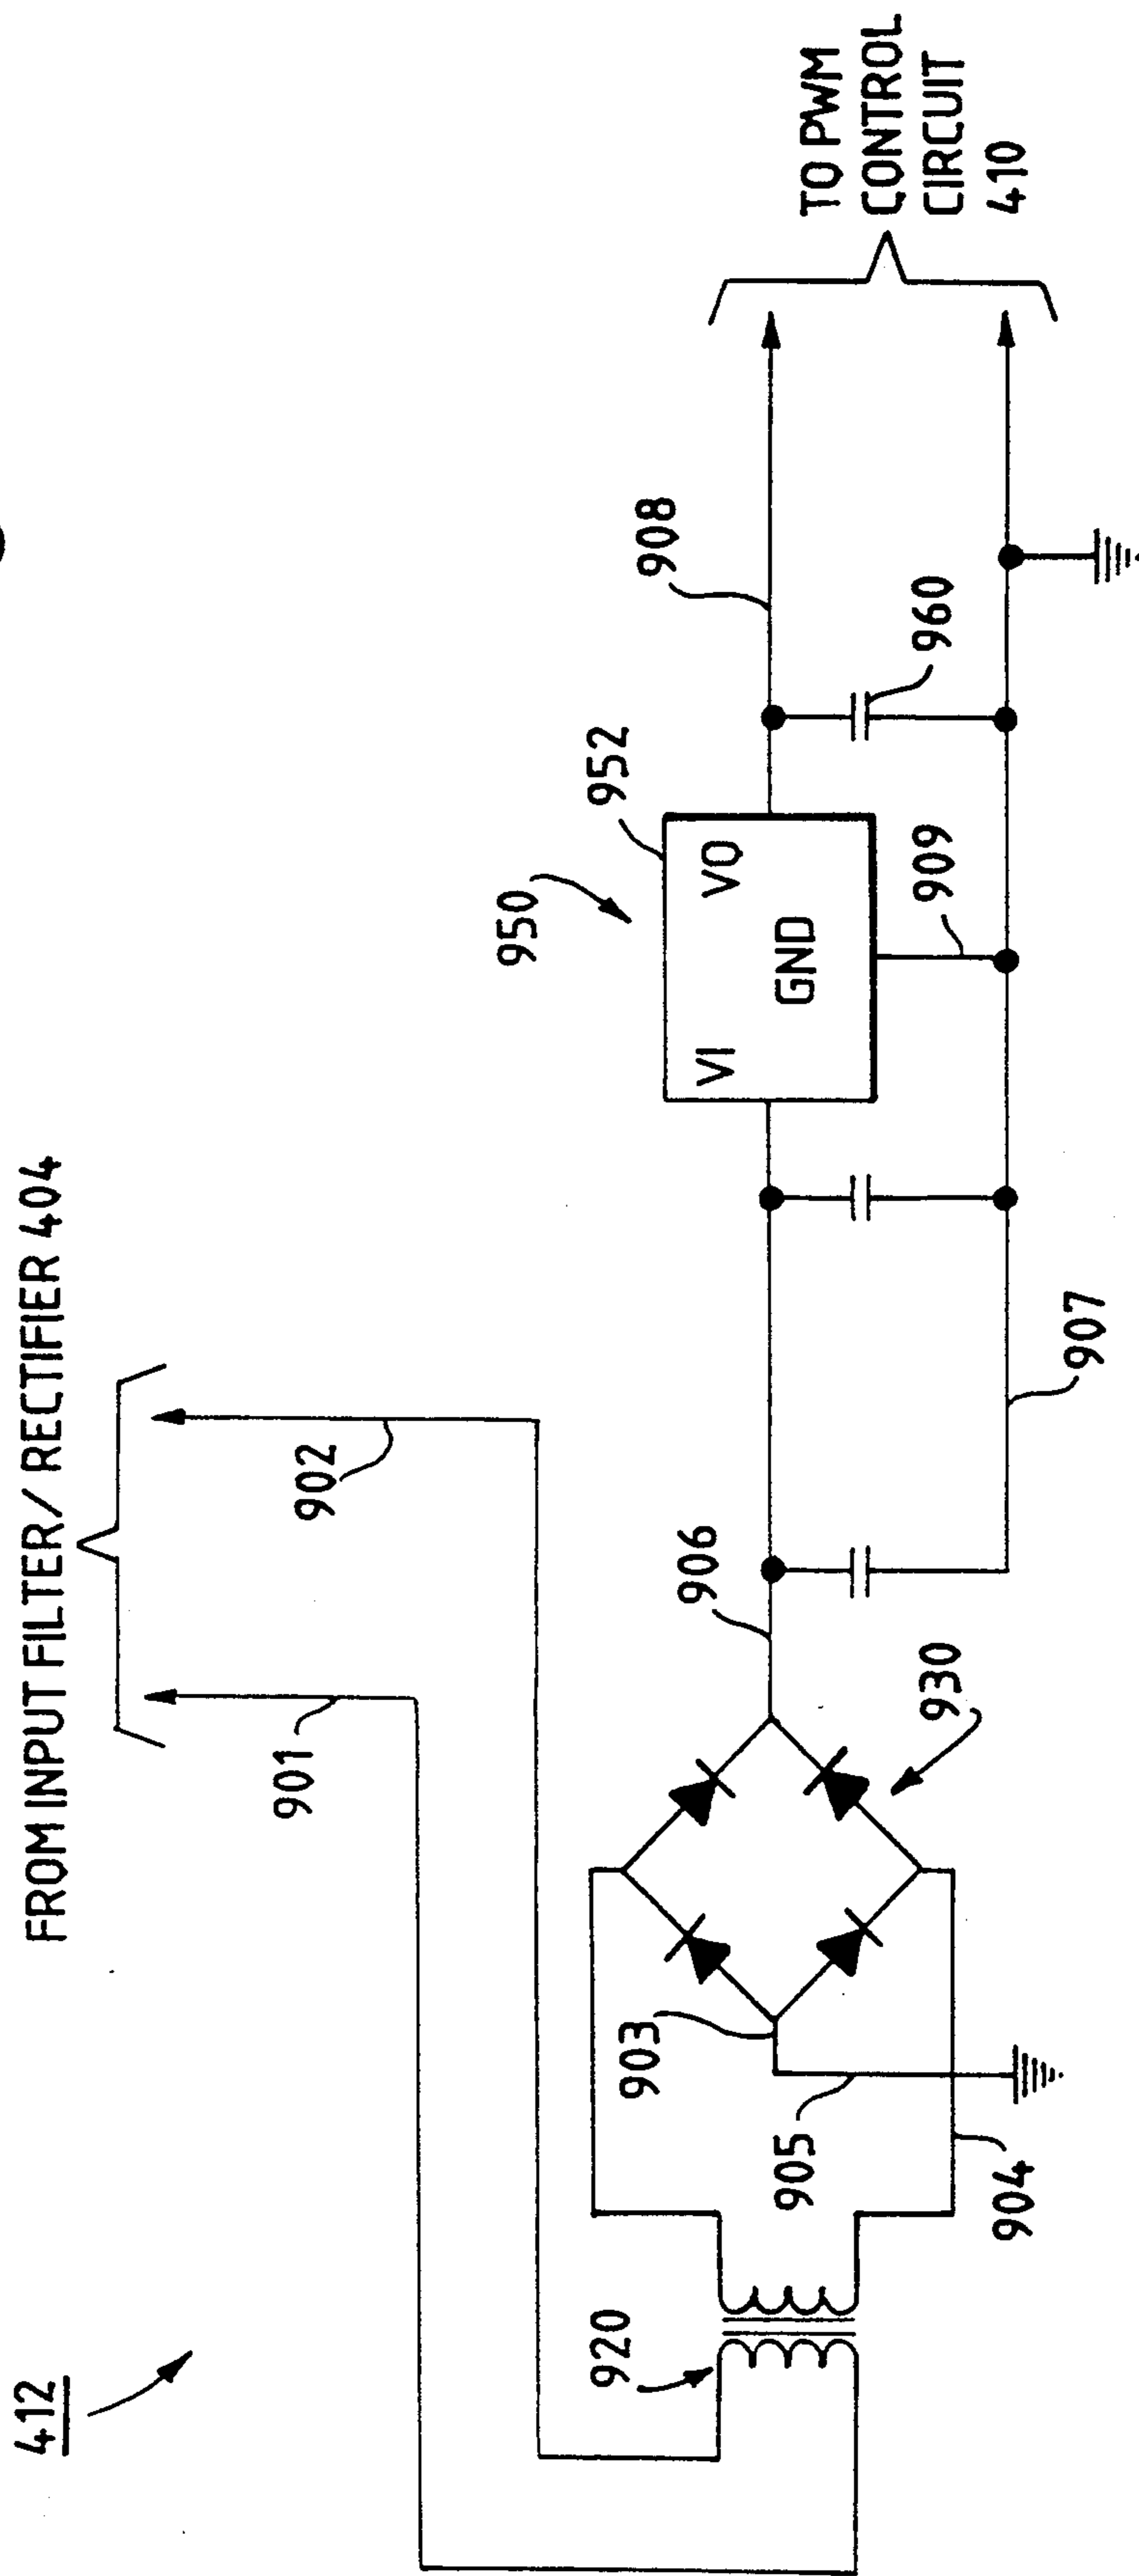 412
FROM INPUT FILTER/ RECTIFIER 404
901
902
920
903
905
904
930
906
907
950
952
VI
VO
GND
909
908
960
TO PWM
CONTROL
CIRCUIT
410